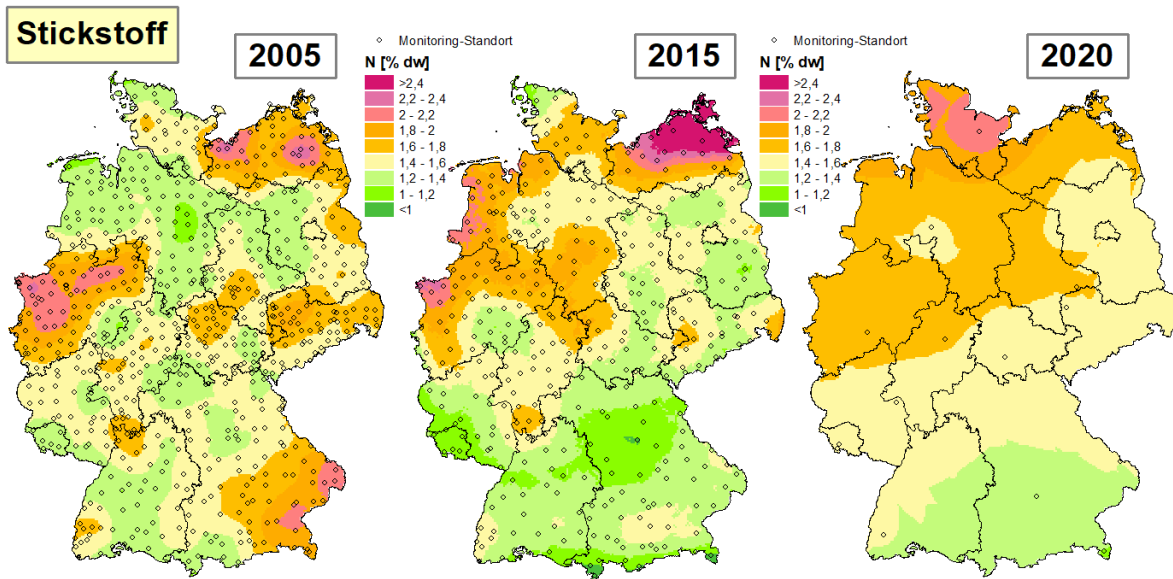 Stickstoff
2005
Monitoring-Standort
N [% dw]
>2,4
2,2 - 2,4
2 - 2,2
1,8 - 2
1,6 - 1,8
1,4 - 1,6
1,2 - 1,4
1 - 1,2
<1
2015
Monitoring-Standort
N [% dw]
>2,4
2,2 - 2,4
2 - 2,2
1,8 - 2
1,6 - 1,8
1,4 - 1,6
1,2 - 1,4
1 - 1,2
<1
2020